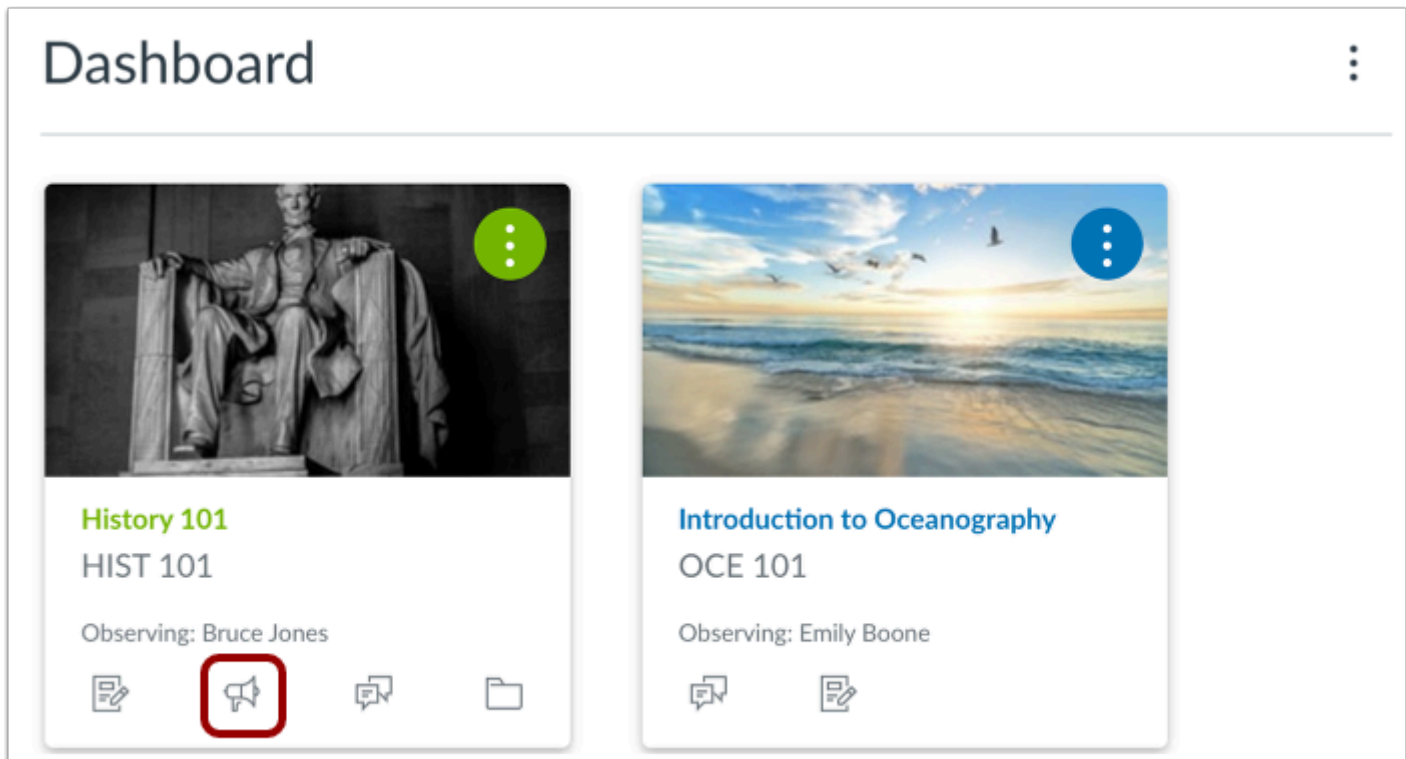 Dashboard
History 101
HIST 101
Observing: Bruce Jones
Introduction to Oceanography
OCE 101
Observing: Emily Boone